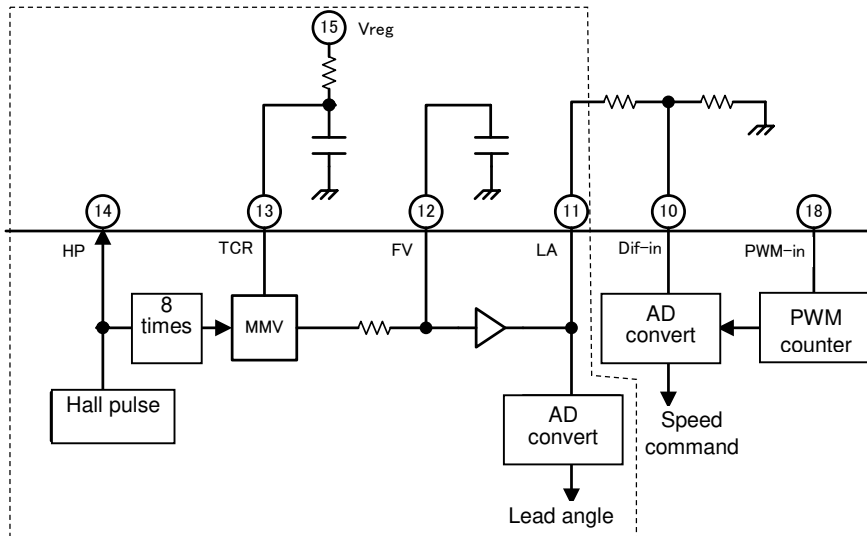 15 Vreg
14
13
12
11
10
18
HP
TCR
FV
LA
Dif-in
PWM-in
8
times
MMV
AD
convert
PWM
counter
Hall pulse
AD
convert
Speed
command
Lead angle